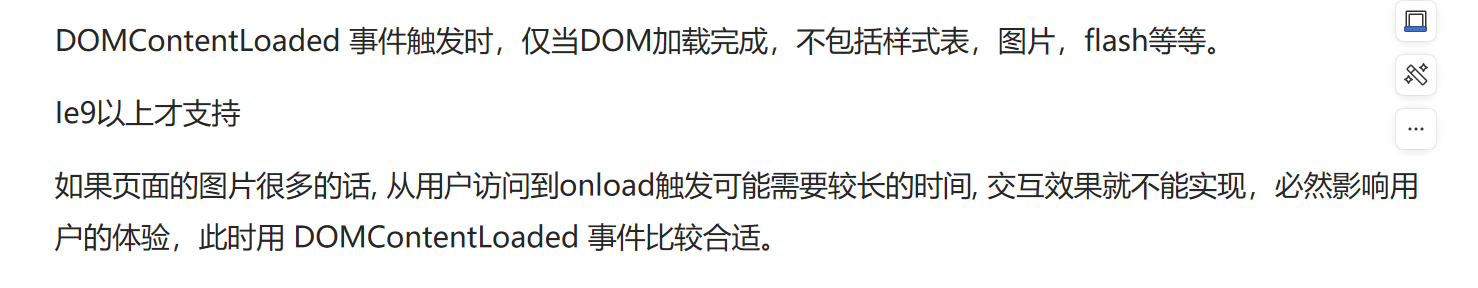 DOMContentLoaded 事件触发时，仅当DOM加载完成，不包括样式表，图片，flash等等。
Ie9以上才支持
如果页面的图片很多的话, 从用户访问到onload触发可能需要较长的时间, 交互效果就不能实现，必然影响用
户的体验，此时用 DOMContentLoaded 事件比较合适。